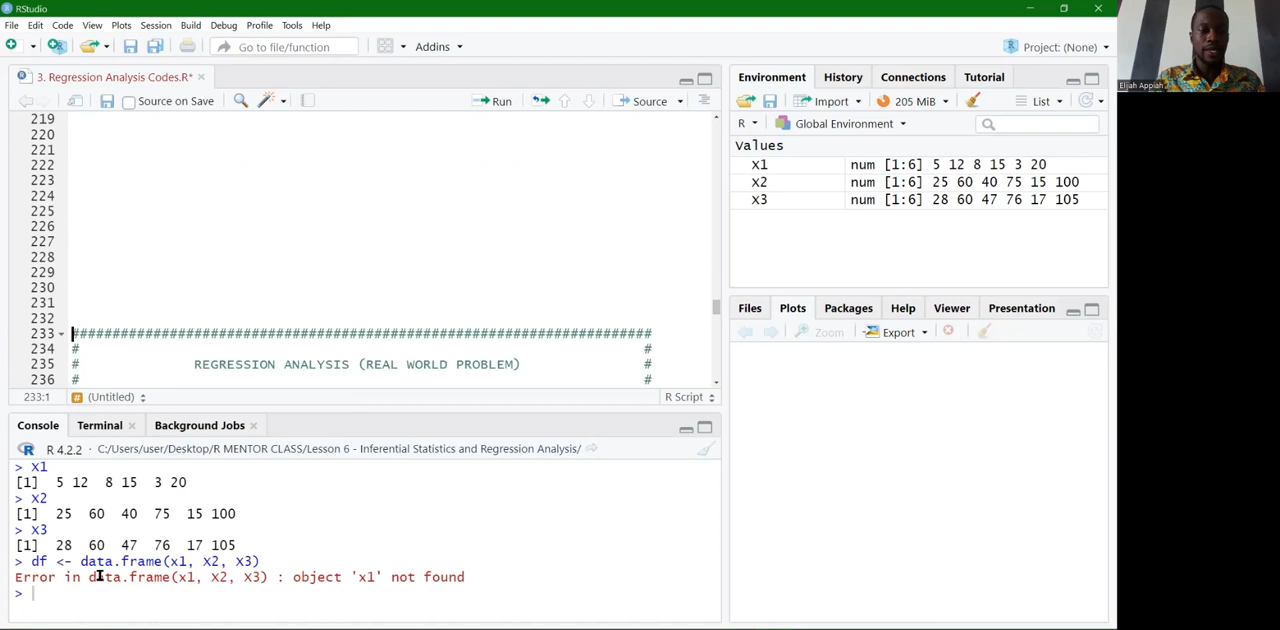 RStudio
File Edit Code View Plots Session Build Debug Profile Tools Help
Go to file/function Addins Project: (None)
3. Regression Analysis Codes.R*
Source on Save Run Source
219
220
221
222
223
224
225
226
227
228
229
230
231
232
233 ################################################################
234 # #
235 # REGRESSION ANALYSIS (REAL WORLD PROBLEM) #
236 # #
233:1 (Untitled) R Script
Console Terminal Background Jobs
R 4.2.2 · C:/Users/user/Desktop/R MENTOR CLASS/Lesson 6 - Inferential Statistics and Regression Analysis/
> X1
[1] 5 12 8 15 3 20
> X2
[1] 25 60 40 75 15 100
> X3
[1] 28 60 47 76 17 105
> df <- data.frame(x1, X2, X3)
Error in data.frame(x1, X2, X3) : object 'x1' not found
>
Environment History Connections Tutorial
Import 205 MiB List
R Global Environment
Values
X1 num [1:6] 5 12 8 15 3 20
X2 num [1:6] 25 60 40 75 15 100
X3 num [1:6] 28 60 47 76 17 105
Files Plots Packages Help Viewer Presentation
Zoom Export
Elijah Appiah